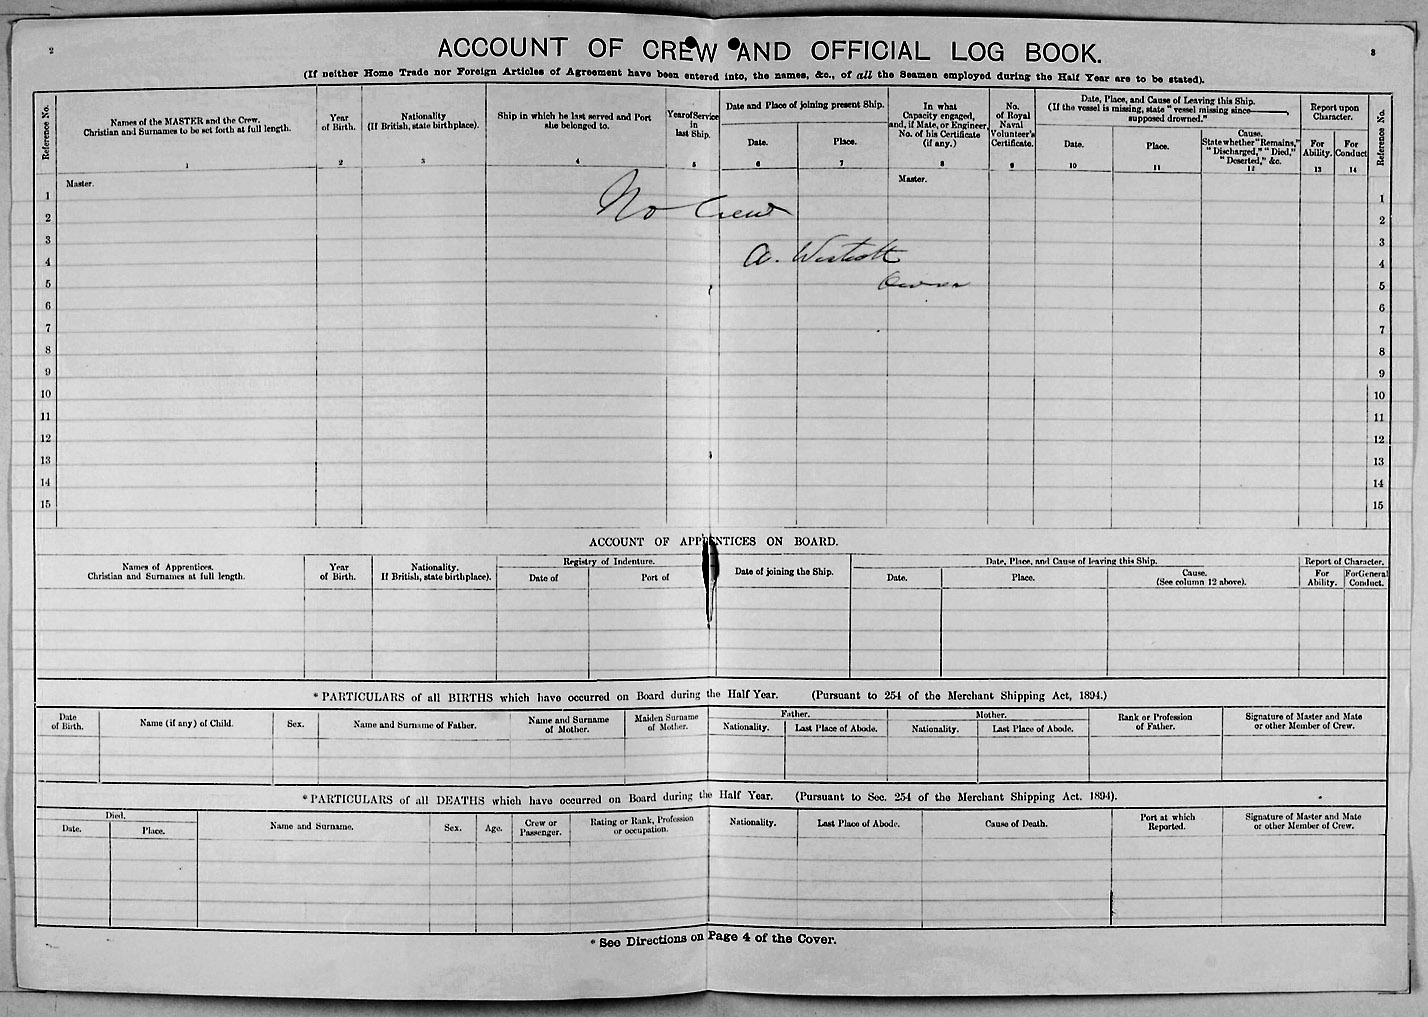 2
ACCOUNT OF CREW AND OFFICIAL LOG BOOK.
3
(If neither Home Trade nor Foreign Articles of Agreement have been entered into, the names, &c., of all the Seamen employed during the Half Year are to be stated).
Reference No.
Names of the MASTER and the Crew.
Christian and Surnames to be set forth at full length.
1
Year
of Birth.
2
Nationality
(If British, state birthplace).
3
Ship in which he last served and Port
she belonged to.
4
Year of Service
in
last Ship.
5
Date and Place of joining present Ship.
Date.
6
Place.
7
In what
Capacity engaged,
and, if Mate, or Engineer,
No. of his Certificate
(if any.)
8
No.
of Royal
Naval
Volunteer's
Certificate.
9
Date, Place, and Cause of Leaving this Ship.
(If the vessel is missing, state "vessel missing since————,
supposed drowned."
Date.
10
Place.
11
Cause.
State whether "Remains,"
"Discharged," "Died,"
"Deserted," &c.
12
Report upon
Character.
For
Ability.
13
For
Conduct
14
Reference No.
Master.
Master.
1 1
No Crew
2 2
3 3
A. Westcott
4 4
Owner
5 5
6 6
7 7
8 8
9 9
10 10
11 11
12 12
13 13
14 14
15 15
ACCOUNT OF APPRENTICES ON BOARD.
Names of Apprentices.
Christian and Surnames at full length.
Year
of Birth.
Nationality.
If British, state birthplace).
Registry of Indenture.
Date of
Port of
Date of joining the Ship.
Date, Place, and Cause of leaving this Ship.
Date.
Place.
Cause.
(See column 12 above).
Report of Character.
For
Ability.
For General
Conduct.
* PARTICULARS of all BIRTHS which have occurred on Board during the Half Year. (Pursuant to 254 of the Merchant Shipping Act, 1894.)
Date
of Birth.
Name (if any) of Child.
Sex.
Name and Surname of Father.
Name and Surname
of Mother.
Maiden Surname
of Mother.
Father.
Nationality.
Last Place of Abode.
Mother.
Nationality.
Last Place of Abode.
Rank or Profession
of Father.
Signature of Master and Mate
or other Member of Crew.
* PARTICULARS of all DEATHS which have occurred on Board during the Half Year. (Pursuant to Sec. 254 of the Merchant Shipping Act. 1894).
Died.
Date.
Place.
Name and Surname.
Sex.
Age.
Crew or
Passenger.
Rating or Rank, Profession
or occupation.
Nationality.
Last Place of Abode.
Cause of Death.
Port at which
Reported.
Signature of Master and Mate
or other Member of Crew.
* See Directions on Page 4 of the Cover.